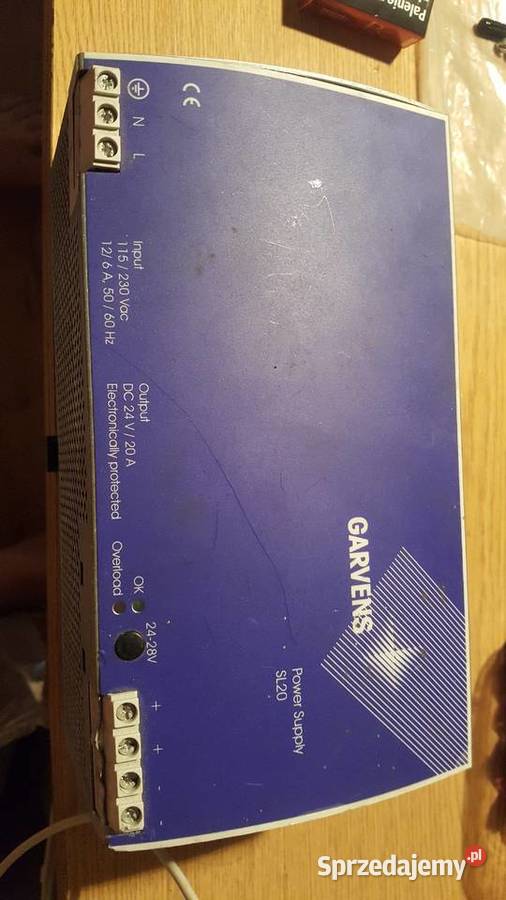 Palenie
CE
N
L
Input
115 / 230 Vac
12/ 6 A, 50 / 60 Hz
Output
DC 24 V / 20 A
Electronically protected
OK
Overload
24-28V
+ +
GARVENS
Power Supply
SL20
Sprzedajemy.pl